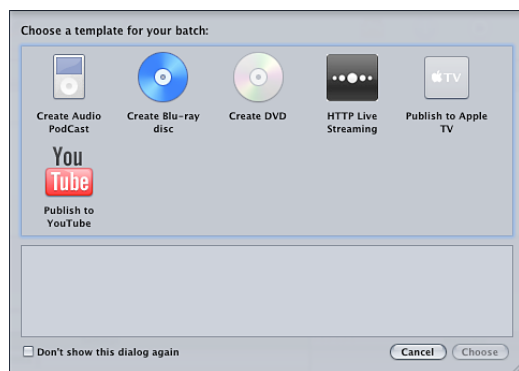 Choose a template for your batch:
tv
Create Audio
PodCast
Create Blu-ray
disc
Create DVD
HTTP Live
Streaming
Publish to Apple
TV
You
Tube
Publish to
YouTube
Don't show this dialog again
Cancel
Choose